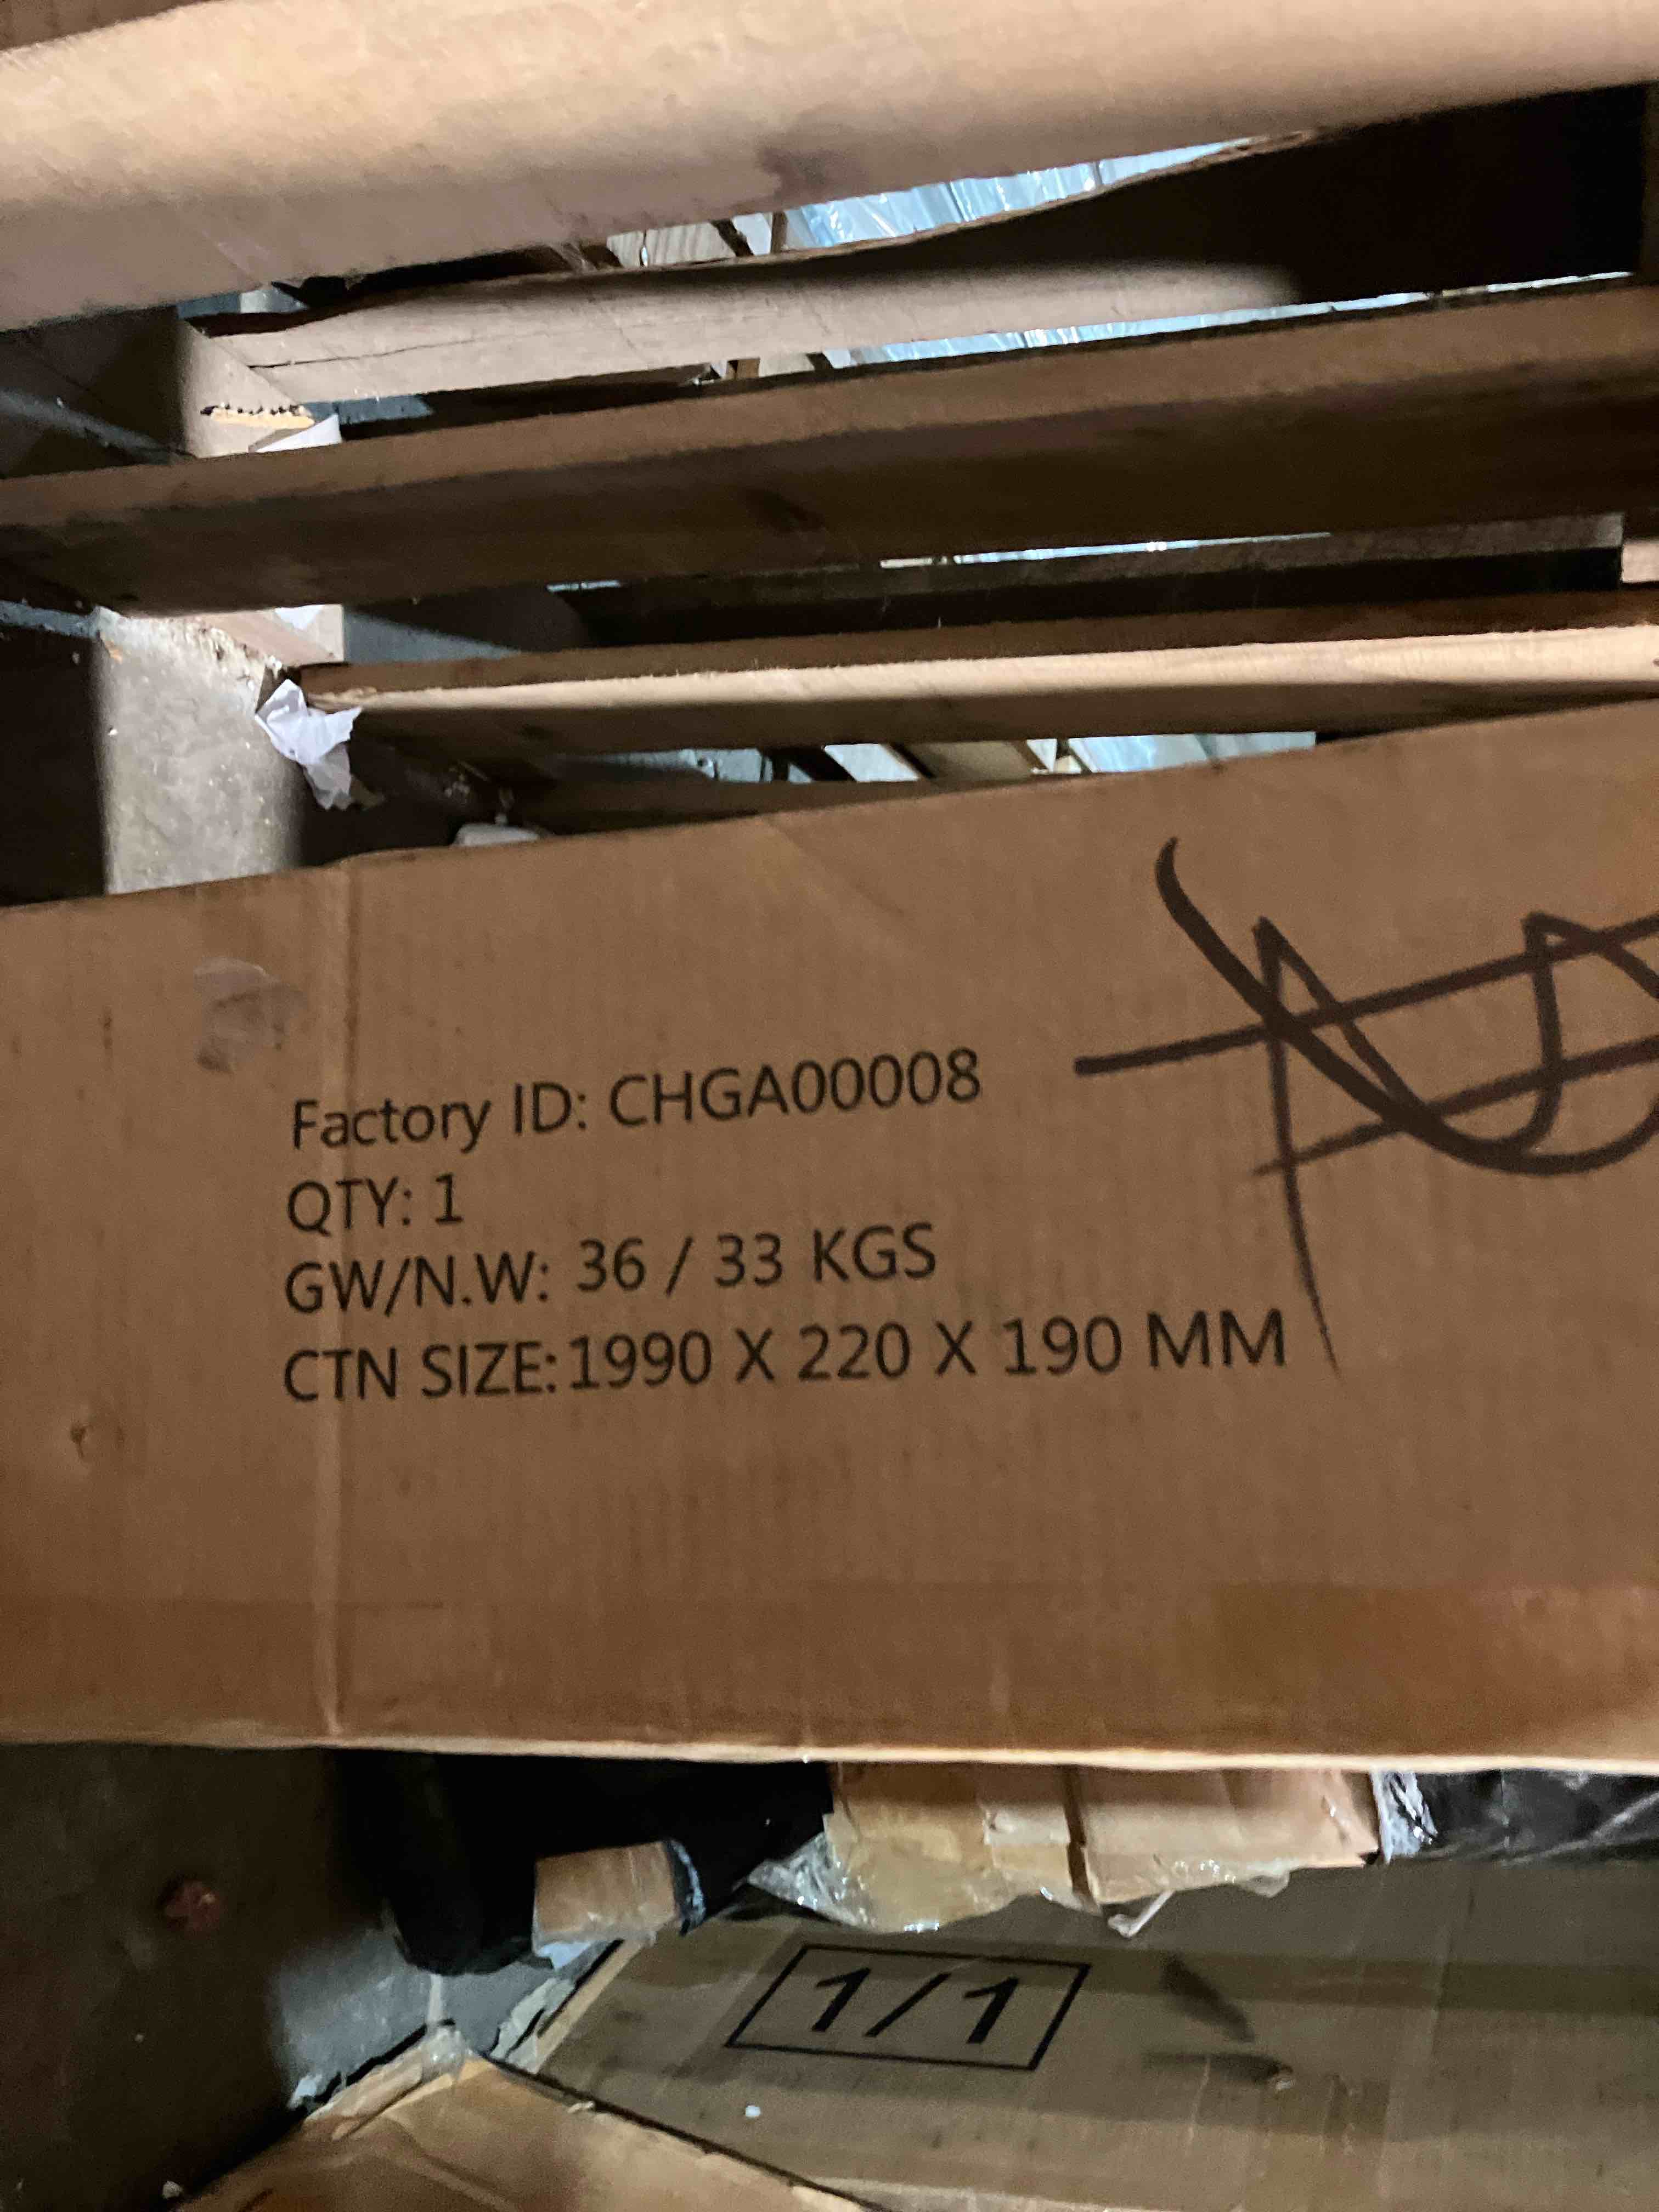 Factory ID: CHGA00008
QTY: 1
GW/N.W: 36 / 33 KGS
CTN SIZE: 1990 X 220 X 190 MM
1/1